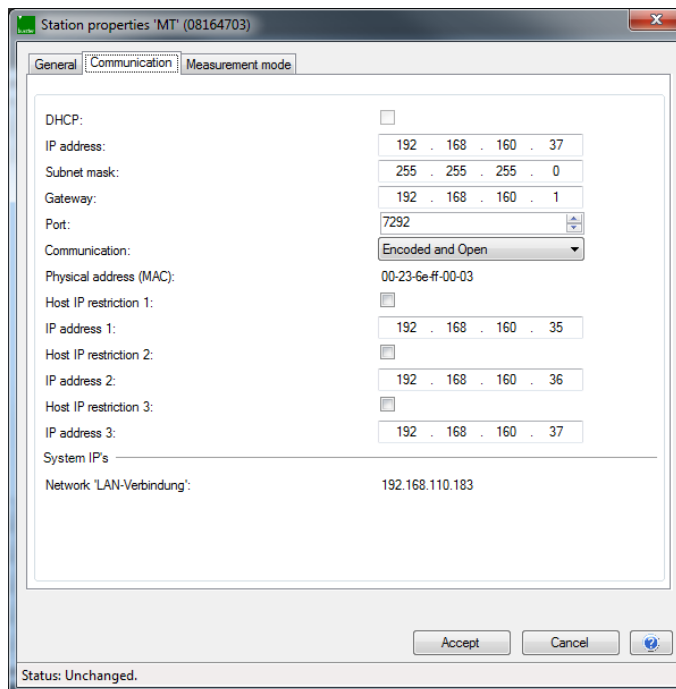 Station properties 'MT' (08164703)
General Communication Measurement mode
DHCP:
IP address: 192 . 168 . 160 . 37
Subnet mask: 255 . 255 . 255 . 0
Gateway: 192 . 168 . 160 . 1
Port: 7292
Communication: Encoded and Open
Physical address (MAC): 00-23-6e-ff-00-03
Host IP restriction 1:
IP address 1: 192 . 168 . 160 . 35
Host IP restriction 2:
IP address 2: 192 . 168 . 160 . 36
Host IP restriction 3:
IP address 3: 192 . 168 . 160 . 37
System IP's
Network 'LAN-Verbindung': 192.168.110.183
Accept Cancel ?
Status: Unchanged.